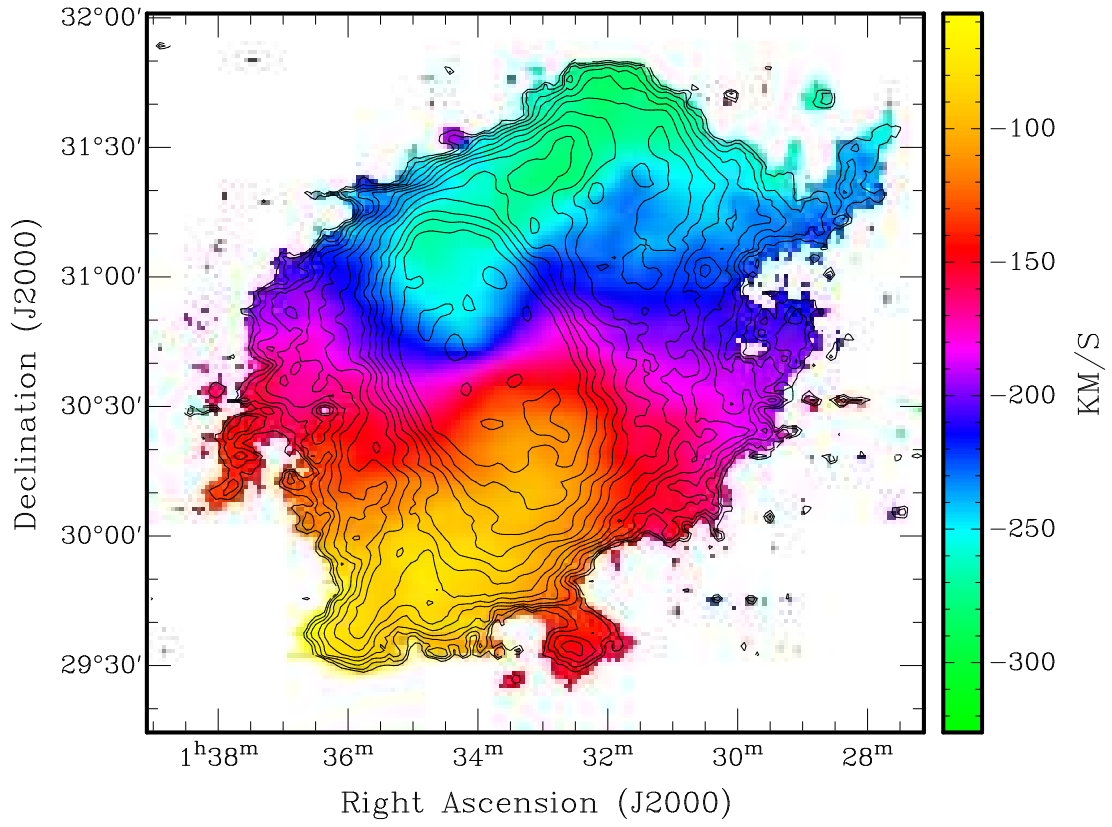 32°00′
31°30′
31°00′
30°30′
30°00′
29°30′
Declination (J2000)
1ʰ38ᵐ 36ᵐ 34ᵐ 32ᵐ 30ᵐ 28ᵐ
Right Ascension (J2000)
−100
−150
−200
−250
−300
KM/S